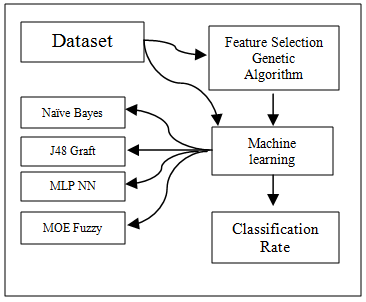 Dataset
Feature Selection
Genetic
Algorithm
Naïve Bayes
J48 Graft
MLP NN
MOE Fuzzy
Machine
learning
Classification
Rate